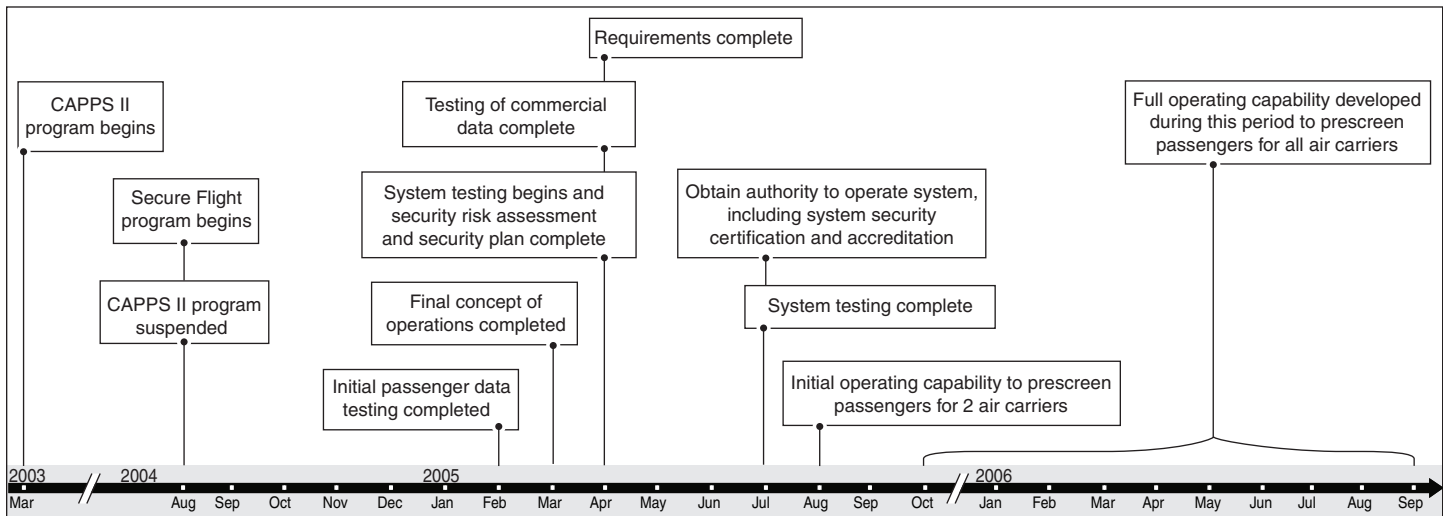 Requirements complete
CAPPS II
program begins
Testing of commercial
data complete
Full operating capability developed
during this period to prescreen
passengers for all air carriers
Secure Flight
program begins
System testing begins and
security risk assessment
and security plan complete
Obtain authority to operate system,
including system security
certification and accreditation
CAPPS II program
suspended
Final concept of
operations completed
System testing complete
Initial passenger data
testing completed
Initial operating capability to prescreen
passengers for 2 air carriers
2003 2004 2005 2006
Mar Aug Sep Oct Nov Dec Jan Feb Mar Apr May Jun Jul Aug Sep Oct Jan Feb Mar Apr May Jun Jul Aug Sep